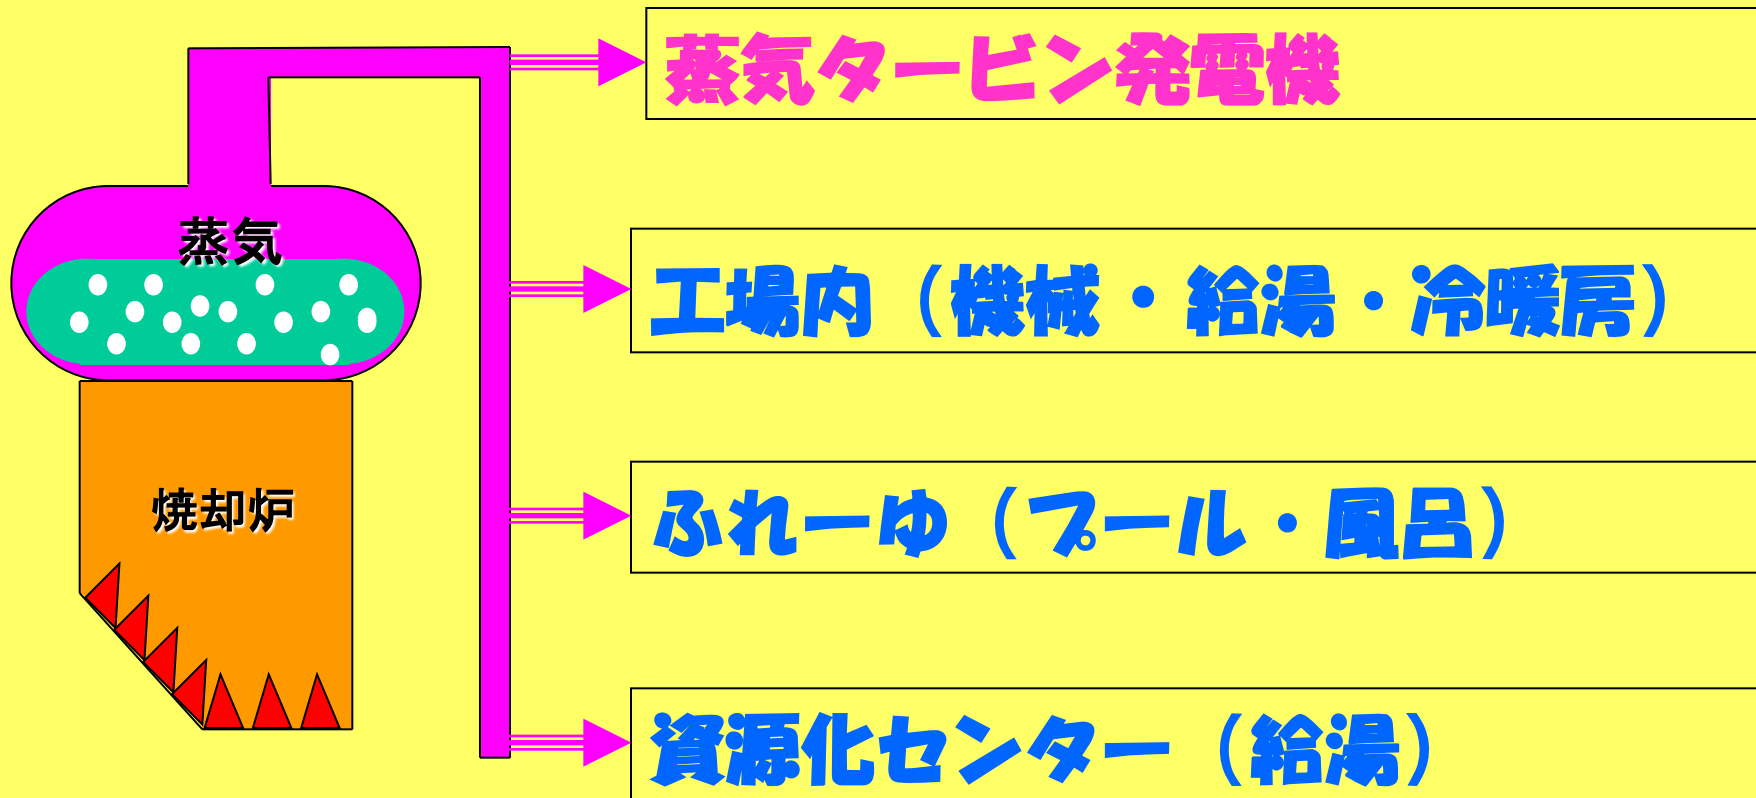 蒸気タービン発電機
蒸気
工場内（機械・給湯・冷暖房）
焼却炉
ふれーゆ（プール・風呂）
資源化センター（給湯）